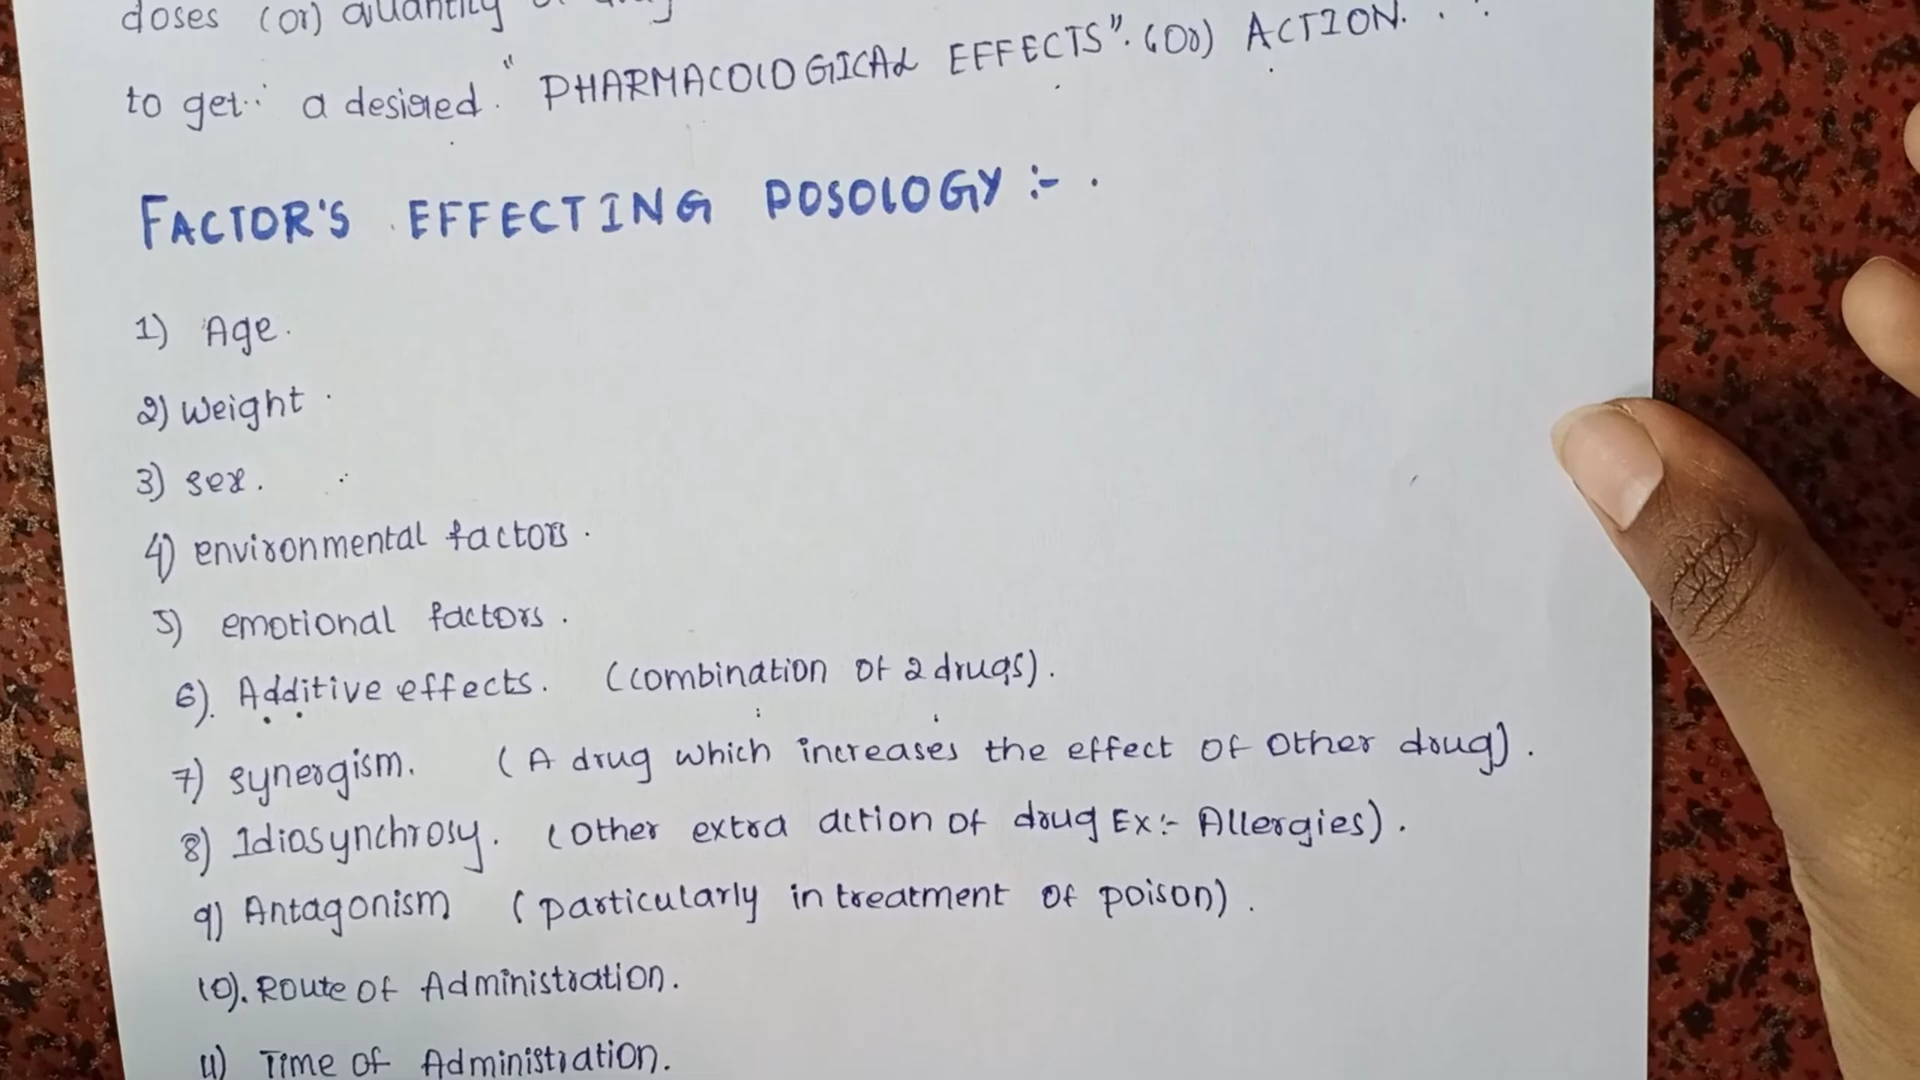 doses (or) quantity
to get a desired "PHARMACOLOGICAL EFFECTS". (Or) ACTION.
FACTOR'S EFFECTING POSOLOGY :-
1) Age.
2) Weight.
3) sex.
4) environmental factors.
5) emotional factors.
6). Additive effects. (combination of 2 drugs).
7) synergism. (A drug which increases the effect of other drug).
8) Idiosynchrosy. (other extra action of drug Ex:- Allergies).
9) Antagonism (particularly in treatment of poison).
10). Route of Administration.
11) Time of Administration.